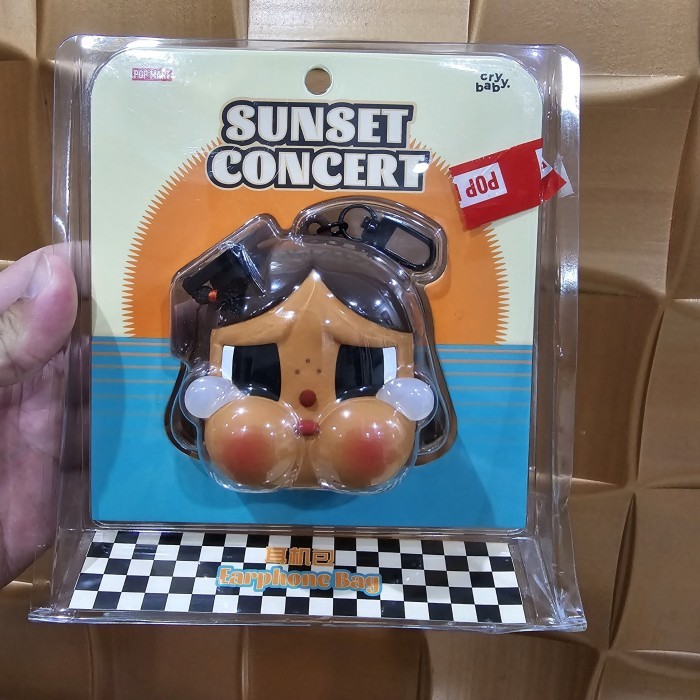 POP MART
cry
baby.
SUNSET
CONCERT
POP
耳机包
Earphone Bag